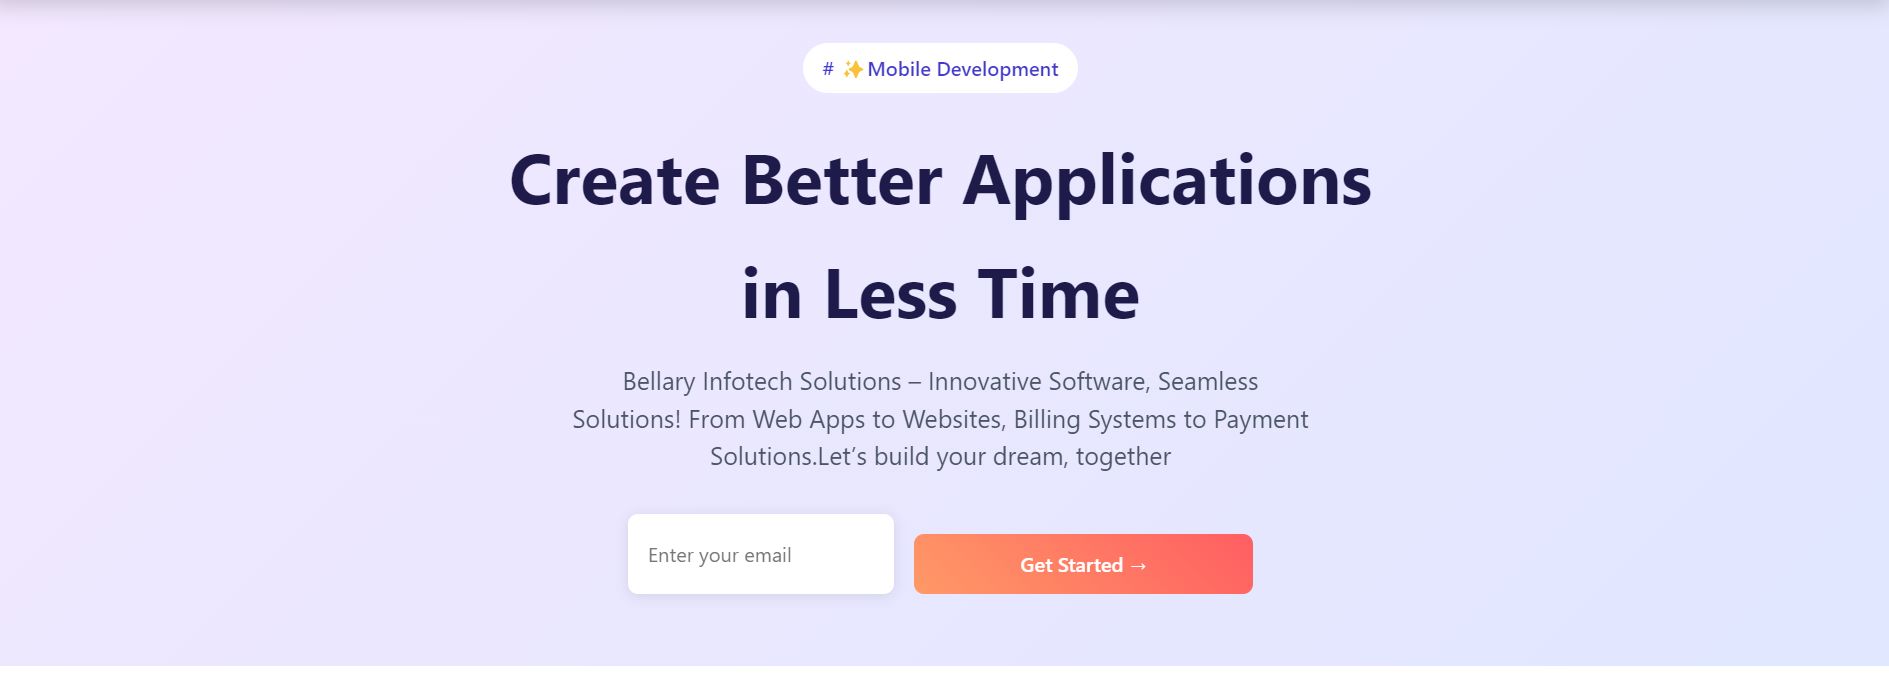 # ✨Mobile Development
Create Better Applications
in Less Time
Bellary Infotech Solutions – Innovative Software, Seamless
Solutions! From Web Apps to Websites, Billing Systems to Payment
Solutions.Let’s build your dream, together
Enter your email
Get Started →